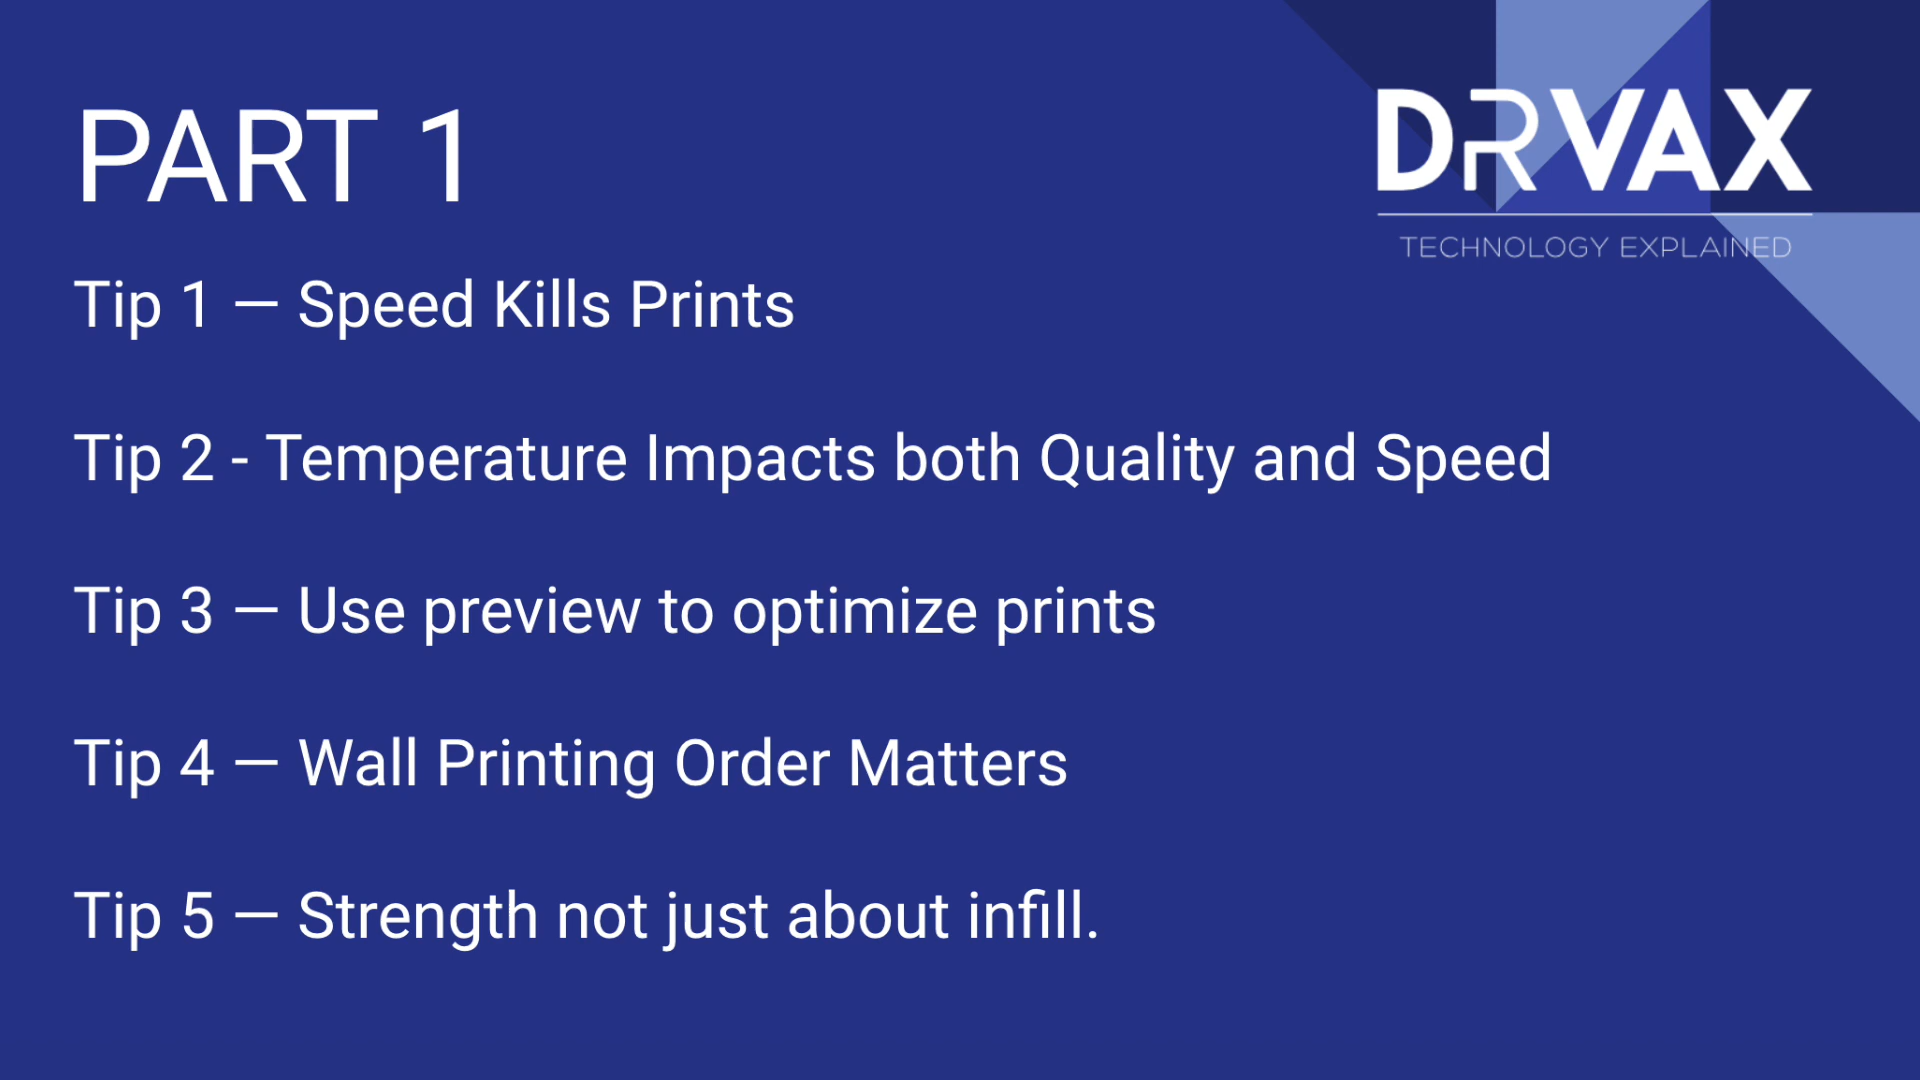 PART 1
DRVAX
TECHNOLOGY EXPLAINED
Tip 1 — Speed Kills Prints
Tip 2 - Temperature Impacts both Quality and Speed
Tip 3 — Use preview to optimize prints
Tip 4 — Wall Printing Order Matters
Tip 5 — Strength not just about infill.